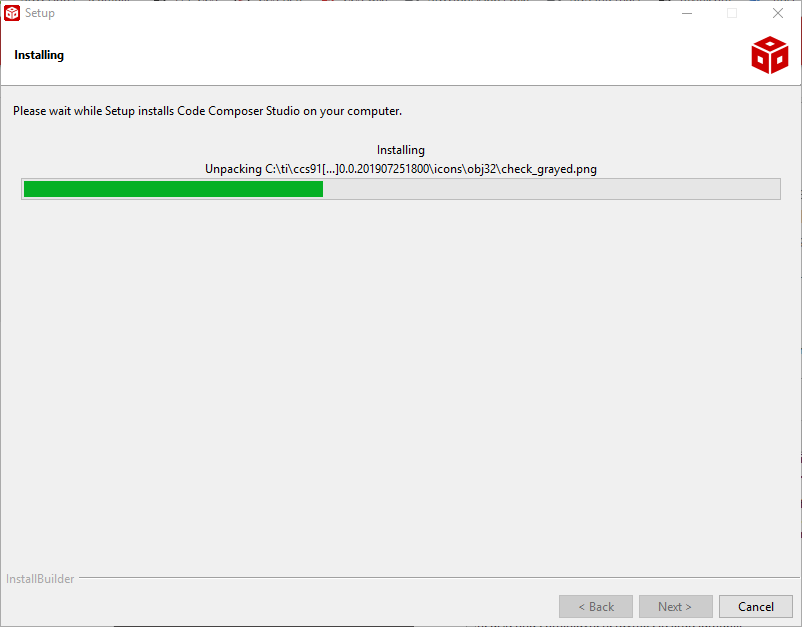 Setup
Installing
Please wait while Setup installs Code Composer Studio on your computer.
Installing
Unpacking C:\ti\ccs91[...]0.0.201907251800\icons\obj32\check_grayed.png
InstallBuilder
< Back
Next >
Cancel